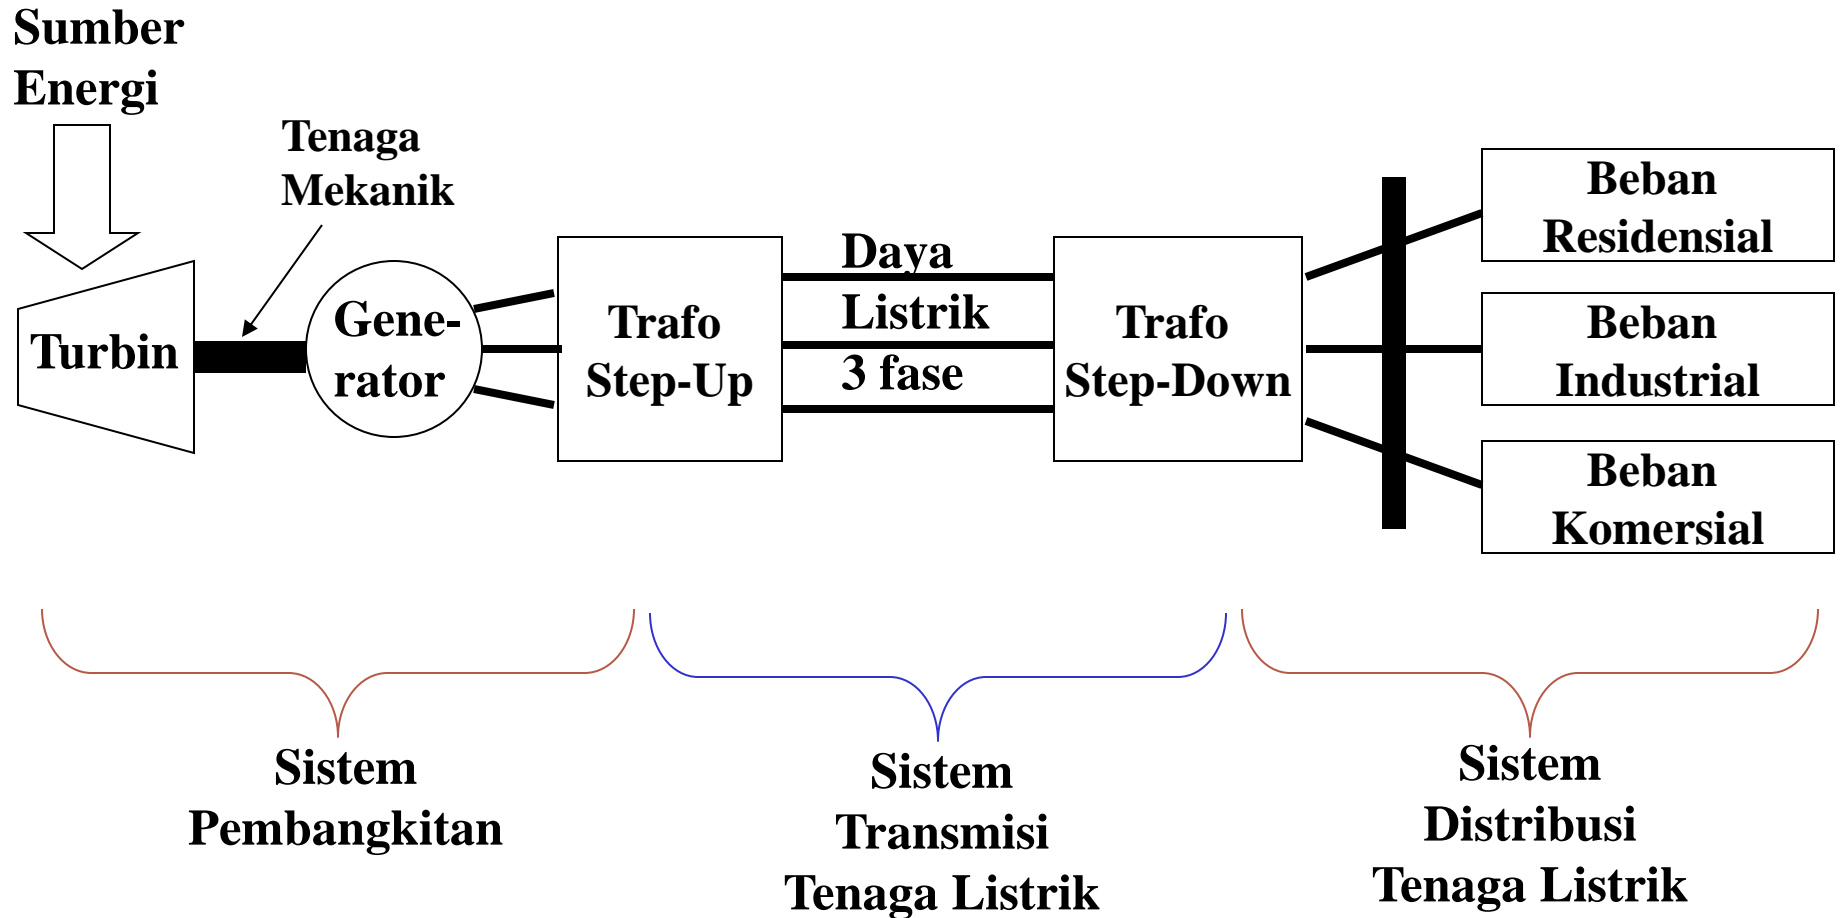 Sumber
Energi
Tenaga
Mekanik
Turbin
Gene-
rator
Trafo
Step-Up
Daya
Listrik
3 fase
Trafo
Step-Down
Beban
Residensial
Beban
Industrial
Beban
Komersial
Sistem
Pembangkitan
Sistem
Transmisi
Tenaga Listrik
Sistem
Distribusi
Tenaga Listrik